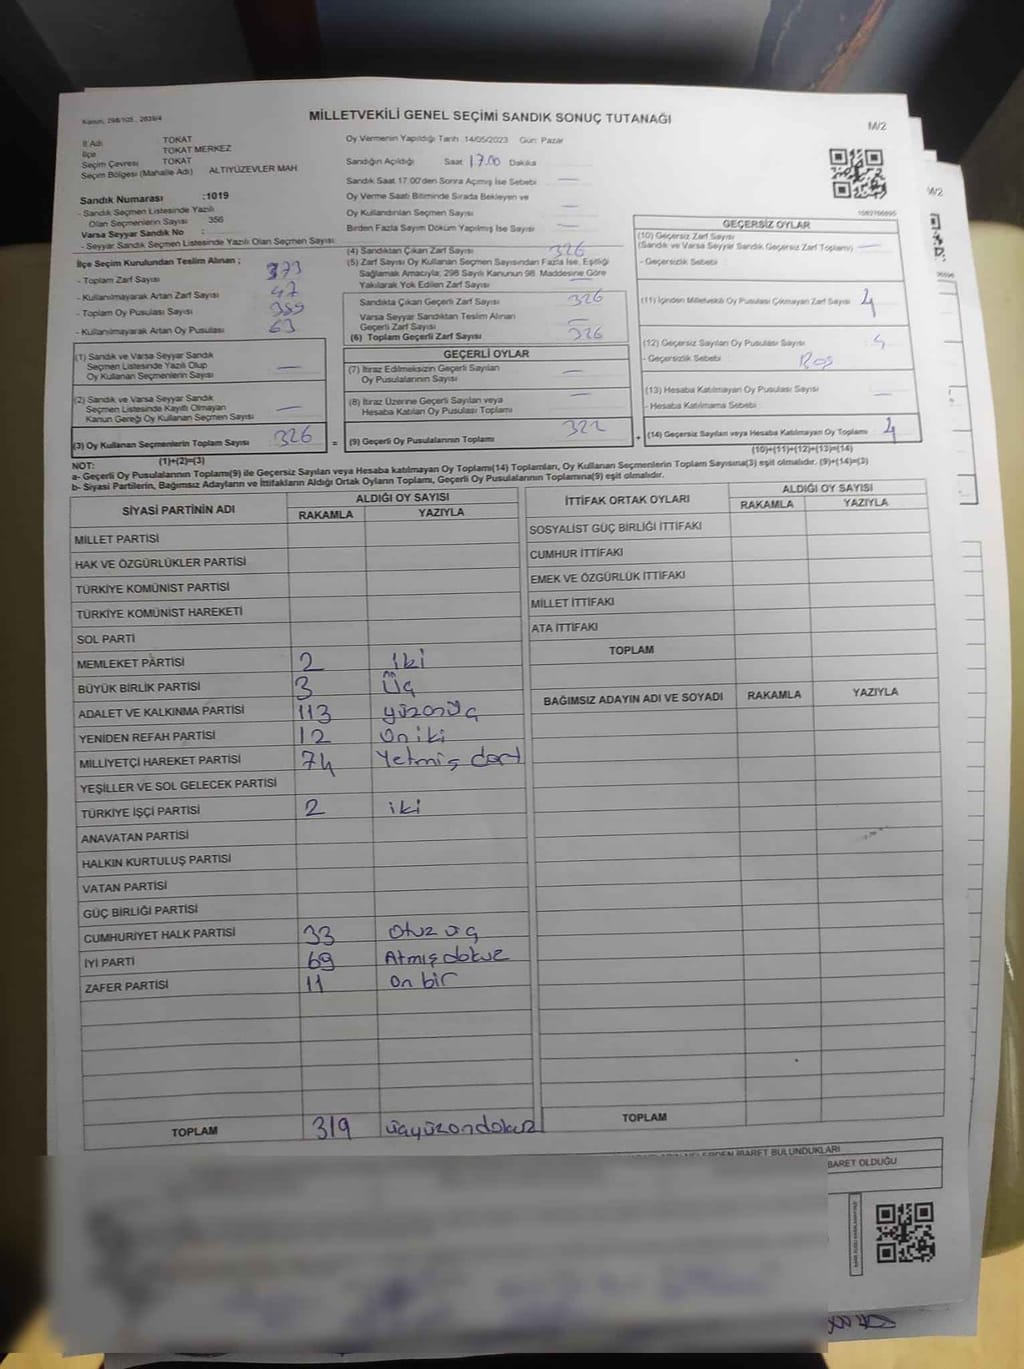 Kanun, 298/105, 2839/4
MİLLETVEKİLİ GENEL SEÇİMİ SANDIK SONUÇ TUTANAĞI
M/2
İl Adı TOKAT
İlçe TOKAT MERKEZ
Seçim Çevresi TOKAT
Seçim Bölgesi (Mahalle Adı) ALTIYÜZEVLER MAH
Sandık Numarası :1019
- Sandık Seçmen Listesinde Yazılı
Olan Seçmenlerin Sayısı : 356
Varsa Seyyar Sandık No :
- Seyyar Sandık Seçmen Listesinde Yazılı Olan Seçmen Sayısı
Oy Vermenin Yapıldığı Tarih 14/05/2023 Gün: Pazar
Sandığın Açıldığı Saat 17.00 Dakika
Sandık Saat 17:00'den Sonra Açmış İse Sebebi —
Oy Verme Saati Bitiminde Sırada Bekleyen ve
Oy Kullandırılan Seçmen Sayısı —
Birden Fazla Sayım Döküm Yapılmış İse Sayısı —
İlçe Seçim Kurulundan Teslim Alınan ;
- Toplam Zarf Sayısı 373
- Kullanılmayarak Artan Zarf Sayısı 47
- Toplam Oy Pusulası Sayısı 389
- Kullanılmayarak Artan Oy Pusulası 63
(4) Sandıktan Çıkan Zarf Sayısı 326
(5) Zarf Sayısı Oy Kullanan Seçmen Sayısından Fazla İse, Eşitliği
Sağlamak Amacıyla; 298 Sayılı Kanunun 98. Maddesine Göre
Yakılarak Yok Edilen Zarf Sayısı —
Sandıkta Çıkan Geçerli Zarf Sayısı 326
Varsa Seyyar Sandıktan Teslim Alınan
Geçerli Zarf Sayısı —
(6) Toplam Geçerli Zarf Sayısı 326
GEÇERSİZ OYLAR
(10) Geçersiz Zarf Sayısı
(Sandık ve Varsa Seyyar Sandık Geçersiz Zarf Toplamı) —
- Geçersizlik Sebebi
(11) İçinden Milletvekili Oy Pusulası Çıkmayan Zarf Sayısı 4
(12) Geçersiz Sayılan Oy Pusulası Sayısı
- Geçersizlik Sebebi
(13) Hesaba Katılmayan Oy Pusulası Sayısı —
- Hesaba Katılmama Sebebi
(14) Geçersiz Sayılan veya Hesaba Katılmayan Oy Toplamı 4
(10)+(11)+(12)+(13)=(14)
(1) Sandık ve Varsa Seyyar Sandık
Seçmen Listesinde Yazılı Olup
Oy Kullanan Seçmenlerin Sayısı —
(2) Sandık ve Varsa Seyyar Sandık
Seçmen Listesinde Kayıtlı Olmayan
Kanun Gereği Oy Kullanan Seçmen Sayısı —
(3) Oy Kullanan Seçmenlerin Toplam Sayısı 326 =
(1)+(2)=(3)
GEÇERLİ OYLAR
(7) İtiraz Edilmeksizin Geçerli Sayılan
Oy Pusulalarının Sayısı —
(8) İtiraz Üzerine Geçerli Sayılan veya
Hesaba Katılan Oy Pusulası Toplamı —
(9) Geçerli Oy Pusulalarının Toplamı 322 +
NOT:
a- Geçerli Oy Pusulalarının Toplamı(9) ile Geçersiz Sayılan veya Hesaba katılmayan Oy Toplamı(14) Toplamları, Oy Kullanan Seçmenlerin Toplam Sayısına(3) eşit olmalıdır. (9)+(14)=(3)
b- Siyasi Partilerin, Bağımsız Adayların ve İttifakların Aldığı Ortak Oyların Toplamı, Geçerli Oy Pusulalarının Toplamına(9) eşit olmalıdır.
SİYASİ PARTİNİN ADI ALDIĞI OY SAYISI
RAKAMLA YAZIYLA
MİLLET PARTİSİ
HAK VE ÖZGÜRLÜKLER PARTİSİ
TÜRKİYE KOMÜNİST PARTİSİ
TÜRKİYE KOMÜNİST HAREKETİ
SOL PARTİ
MEMLEKET PARTİSİ 2 iki
BÜYÜK BİRLİK PARTİSİ 3 Üç
ADALET VE KALKINMA PARTİSİ 113 yüzonüç
YENİDEN REFAH PARTİSİ 12 on iki
MİLLİYETÇİ HAREKET PARTİSİ 74 Yetmiş dört
YEŞİLLER VE SOL GELECEK PARTİSİ
TÜRKİYE İŞÇİ PARTİSİ 2 iki
ANAVATAN PARTİSİ
HALKIN KURTULUŞ PARTİSİ
VATAN PARTİSİ
GÜÇ BİRLİĞİ PARTİSİ
CUMHURİYET HALK PARTİSİ 33 Otuz üç
İYİ PARTİ 69 Atmış dokuz
ZAFER PARTİSİ 11 on bir
TOPLAM 319 üçyüzondokuz
İTTİFAK ORTAK OYLARI ALDIĞI OY SAYISI
RAKAMLA YAZIYLA
SOSYALİST GÜÇ BİRLİĞİ İTTİFAKI
CUMHUR İTTİFAKI
EMEK VE ÖZGÜRLÜK İTTİFAKI
MİLLET İTTİFAKI
ATA İTTİFAKI
TOPLAM
BAĞIMSIZ ADAYIN ADI VE SOYADI RAKAMLA YAZIYLA
TOPLAM
BULUNDUKLARI
BARET OLDUĞU
M/2